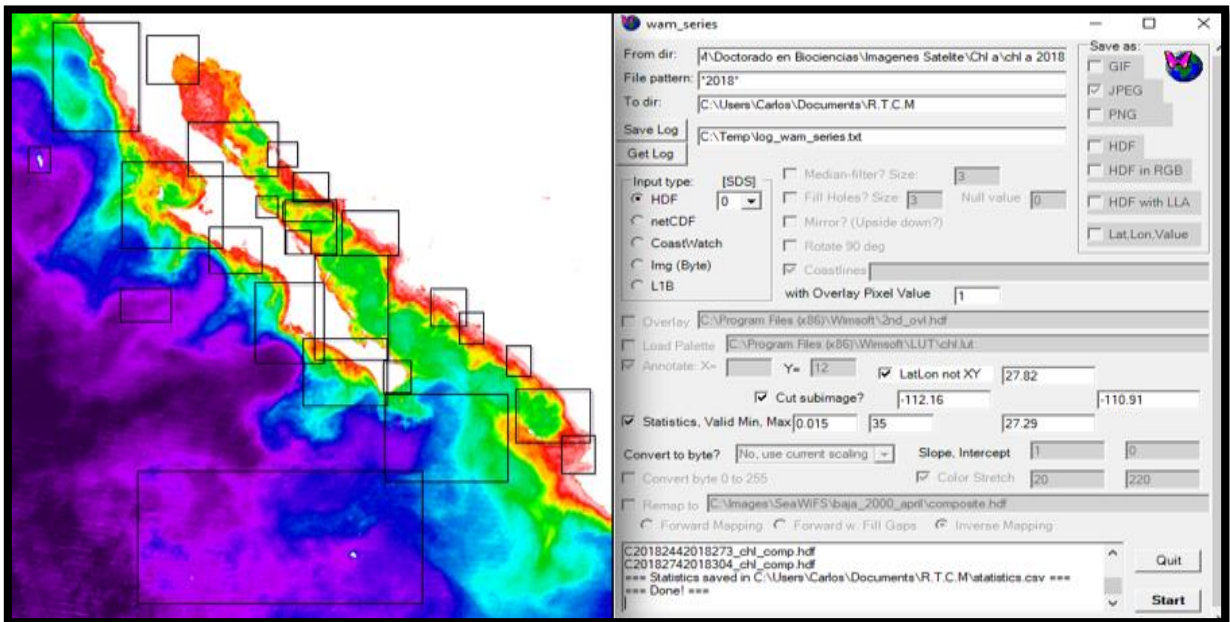 wam_series
From dir: M\Doctorado en Biociencias\Imagenes Satelite\Chl a\chl a 2018
File pattern: *2018*
To dir: C:\Users\Carlos\Documents\R.T.C.M
Save Log C:\Temp\log_wam_series.txt
Get Log
Save as:
GIF
JPEG
PNG
HDF
HDF in RGB
HDF with LLA
Lat,Lon,Value
Input type: [SDS]
HDF 0
netCDF
CoastWatch
Img (Byte)
L1B
Median-filter? Size: 3
Fill Holes? Size 3 Null value 0
Mirror? (Upside down?)
Rotate 90 deg
Coastlines
with Overlay Pixel Value 1
Overlay C:\Program Files (x86)\Wimsoft\2nd_ovl.hdf
Load Palette C:\Program Files (x86)\Wimsoft\LUT\chl.lut
Annotate: X= Y= 12 LatLon not XY 27.82
Cut subimage? -112.16 -110.91
Statistics, Valid Min, Max 0.015 35 27.29
Convert to byte? No, use current scaling Slope, Intercept 1 0
Convert byte 0 to 255 Color Stretch 20 220
Remap to C:\Images\SeaWiFS\baja_2000_april\composite.hdf
Forward Mapping Forward w. Fill Gaps Inverse Mapping
C20182442018273_chl_comp.hdf
C20182742018304_chl_comp.hdf
=== Statistics saved in C:\Users\Carlos\Documents\R.T.C.M\statistics.csv ===
=== Done! ===
Quit
Start